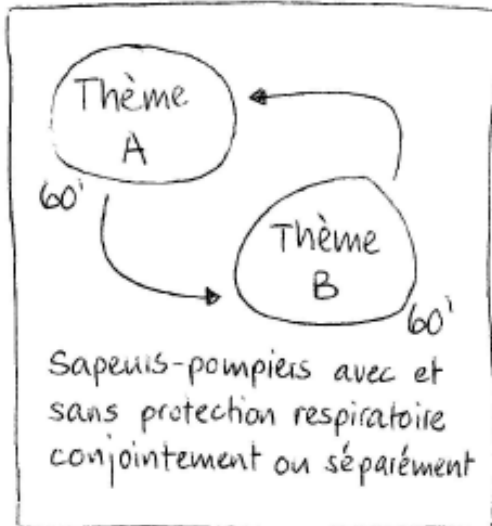 Thème
A
60'
Thème
B
60'
Sapeurs-pompiers avec et
sans protection respiratoire
conjointement ou séparément